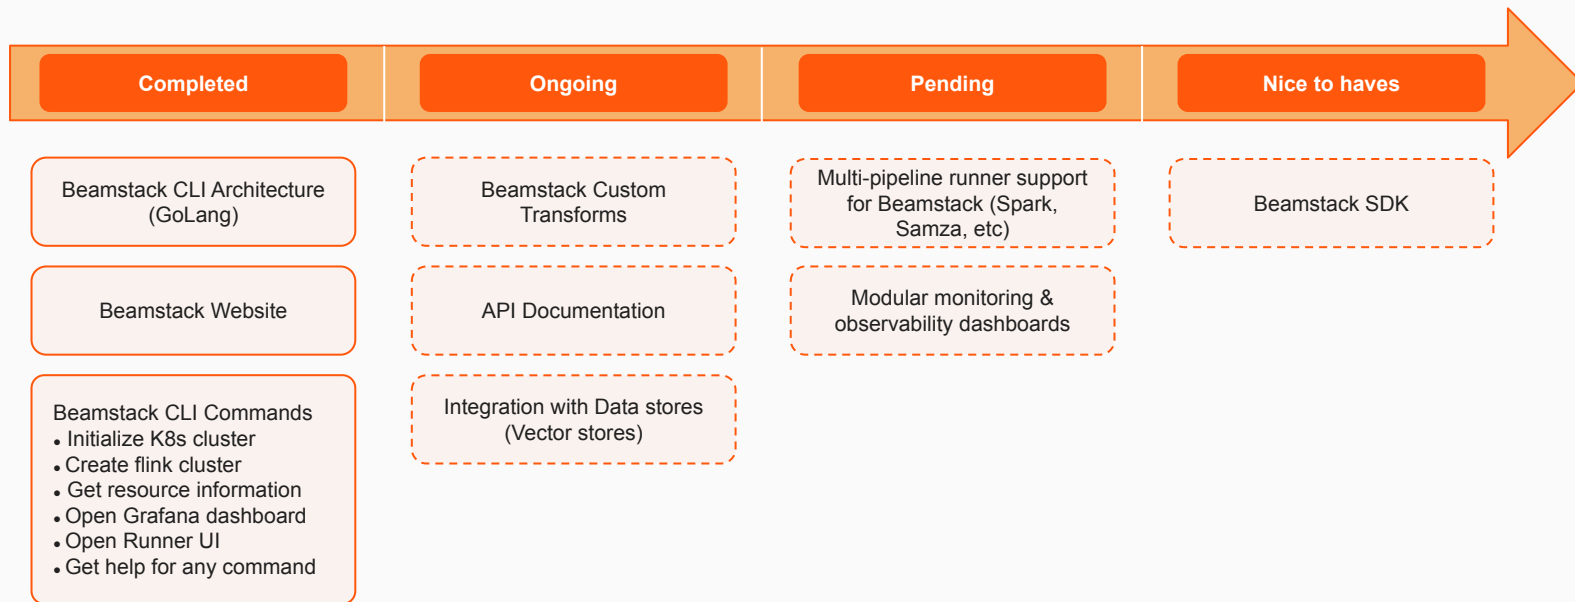 Completed
Ongoing
Pending
Nice to haves
Beamstack CLI Architecture
(GoLang)
Beamstack Website
Beamstack CLI Commands
• Initialize K8s cluster
• Create flink cluster
• Get resource information
• Open Grafana dashboard
• Open Runner UI
• Get help for any command
Beamstack Custom
Transforms
API Documentation
Integration with Data stores
(Vector stores)
Multi-pipeline runner support
for Beamstack (Spark,
Samza, etc)
Modular monitoring &
observability dashboards
Beamstack SDK